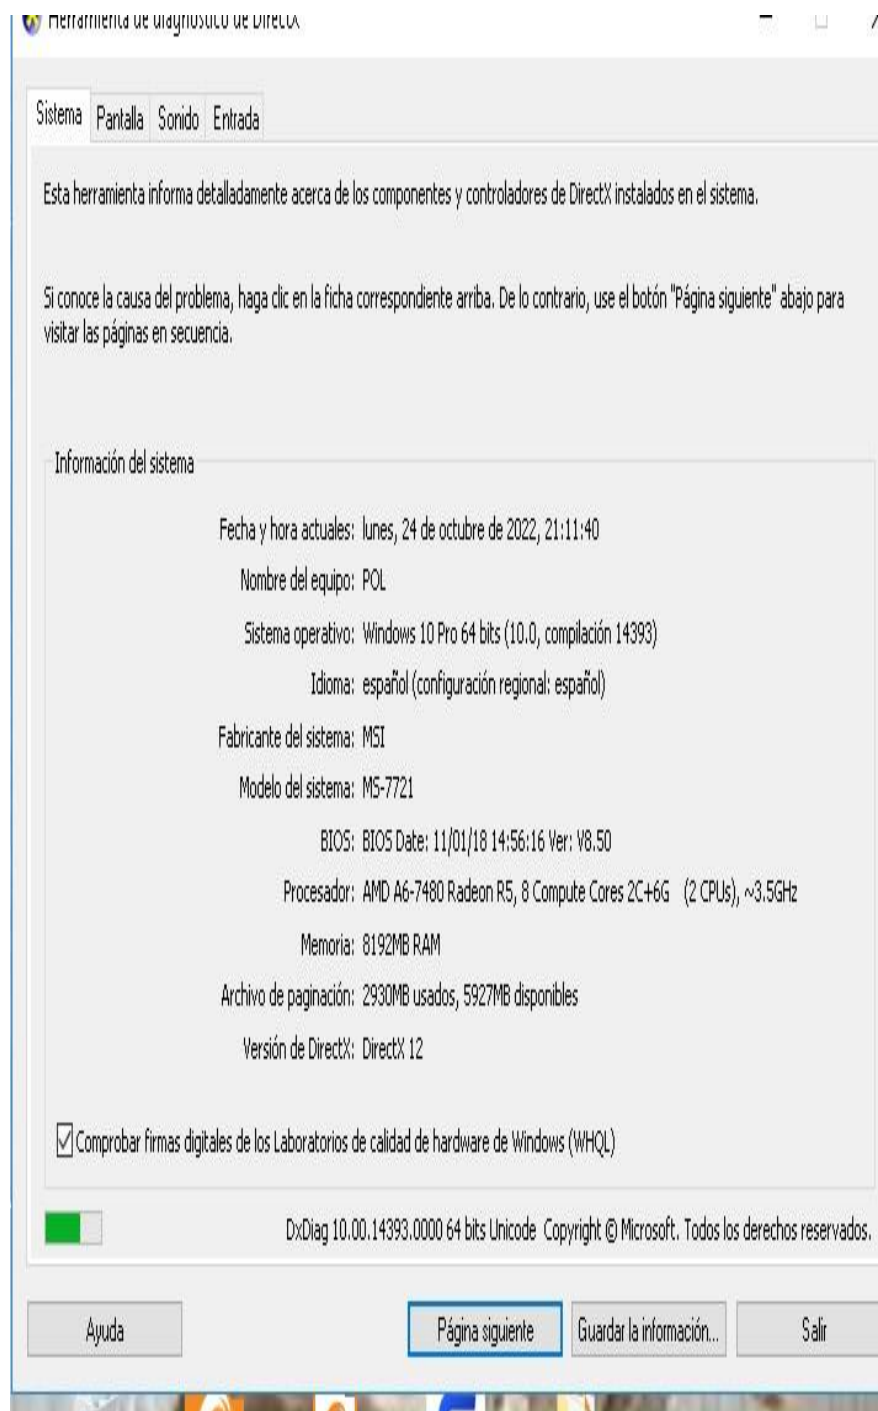 Herramienta de diagnóstico de DirectX
Sistema Pantalla Sonido Entrada
Esta herramienta informa detalladamente acerca de los componentes y controladores de DirectX instalados en el sistema.
Si conoce la causa del problema, haga clic en la ficha correspondiente arriba. De lo contrario, use el botón "Página siguiente" abajo para
visitar las páginas en secuencia.
Información del sistema
Fecha y hora actuales: lunes, 24 de octubre de 2022, 21:11:40
Nombre del equipo: POL
Sistema operativo: Windows 10 Pro 64 bits (10.0, compilación 14393)
Idioma: español (configuración regional: español)
Fabricante del sistema: MSI
Modelo del sistema: MS-7721
BIOS: BIOS Date: 11/01/18 14:56:16 Ver: V8.50
Procesador: AMD A6-7480 Radeon R5, 8 Compute Cores 2C+6G (2 CPUs), ~3.5GHz
Memoria: 8192MB RAM
Archivo de paginación: 2930MB usados, 5927MB disponibles
Versión de DirectX: DirectX 12
Comprobar firmas digitales de los Laboratorios de calidad de hardware de Windows (WHQL)
DxDiag 10.00.14393.0000 64 bits Unicode Copyright © Microsoft. Todos los derechos reservados.
Ayuda Página siguiente Guardar la información... Salir